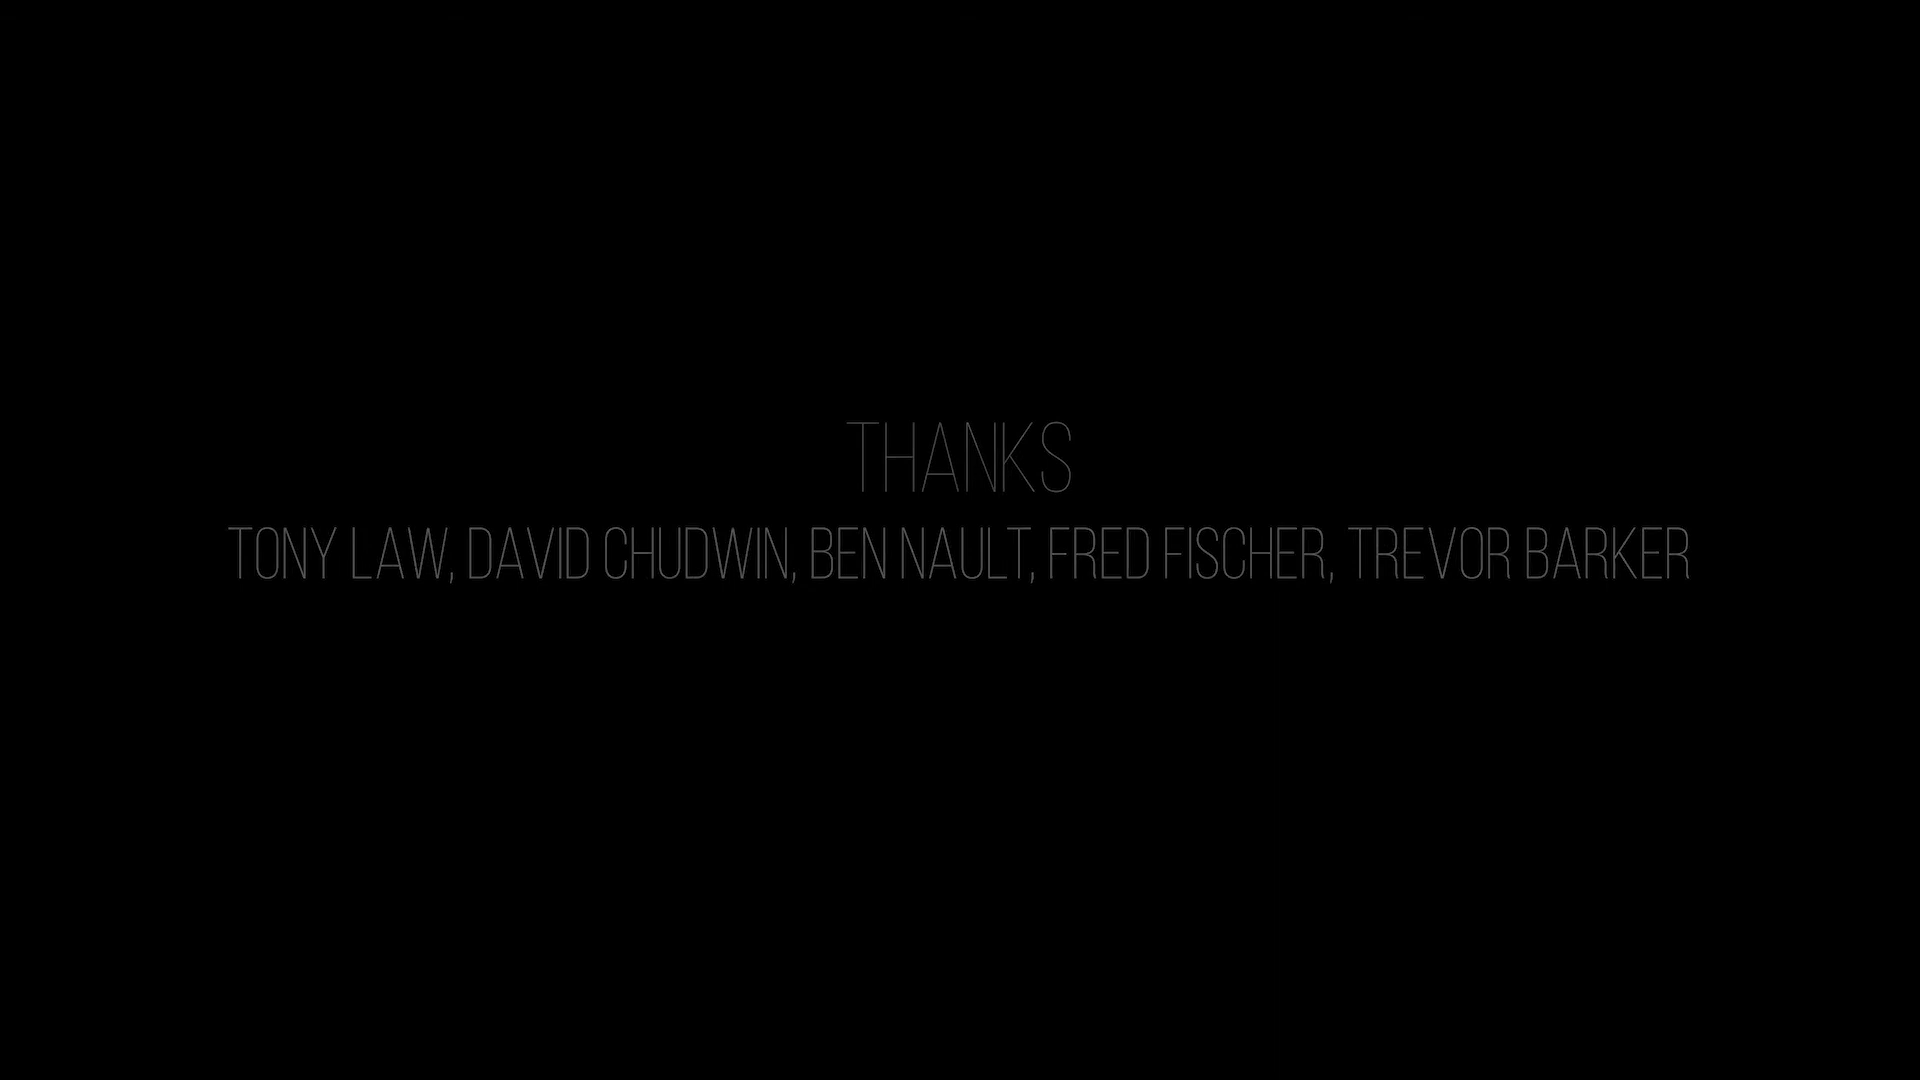 THANKS
TONY LAW, DAVID CHUDWIN, BEN NAULT, FRED FISCHER, TREVOR BARKER